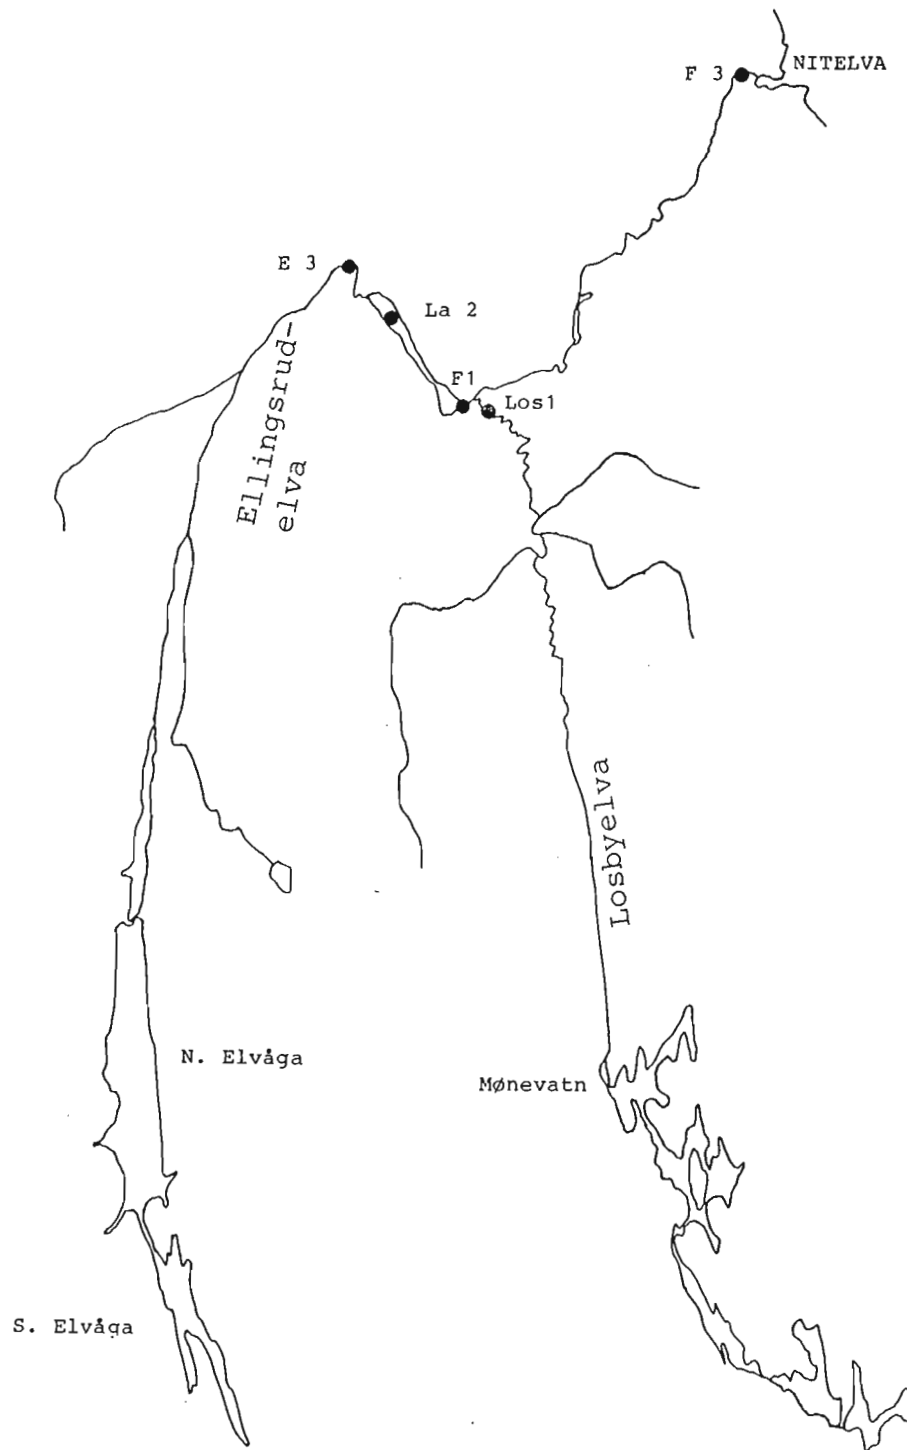 NITELVA
F 3
E 3
La 2
F1
Los1
Ellingsrud-
elva
Losbyelva
N. Elvåga
Mønevatn
S. Elvåga